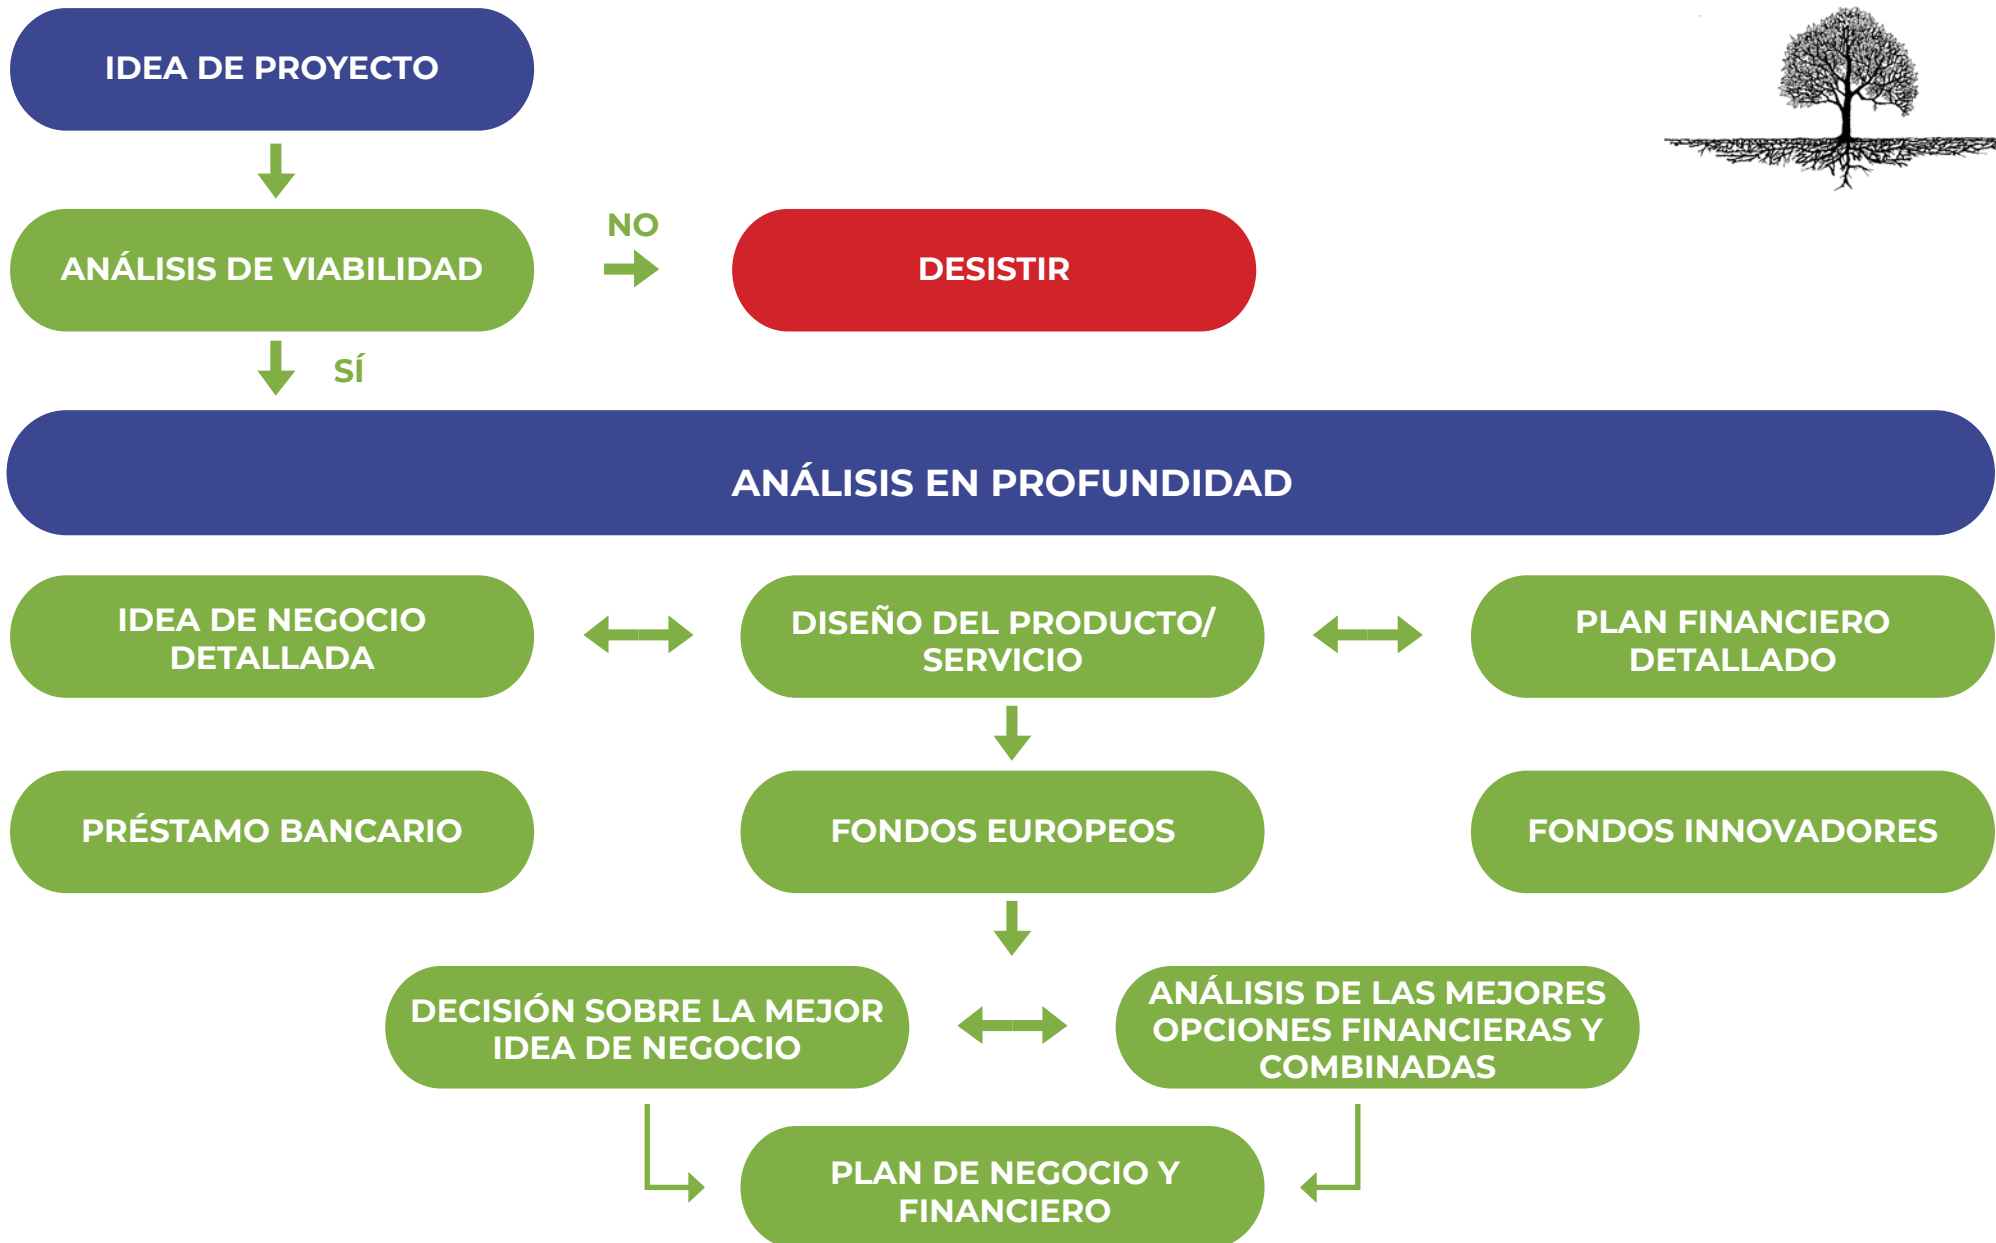 IDEA DE PROYECTO
ANÁLISIS DE VIABILIDAD
NO
DESISTIR
SÍ
ANÁLISIS EN PROFUNDIDAD
IDEA DE NEGOCIO
DETALLADA
DISEÑO DEL PRODUCTO/
SERVICIO
PLAN FINANCIERO
DETALLADO
PRÉSTAMO BANCARIO
FONDOS EUROPEOS
FONDOS INNOVADORES
DECISIÓN SOBRE LA MEJOR
IDEA DE NEGOCIO
ANÁLISIS DE LAS MEJORES
OPCIONES FINANCIERAS Y
COMBINADAS
PLAN DE NEGOCIO Y
FINANCIERO